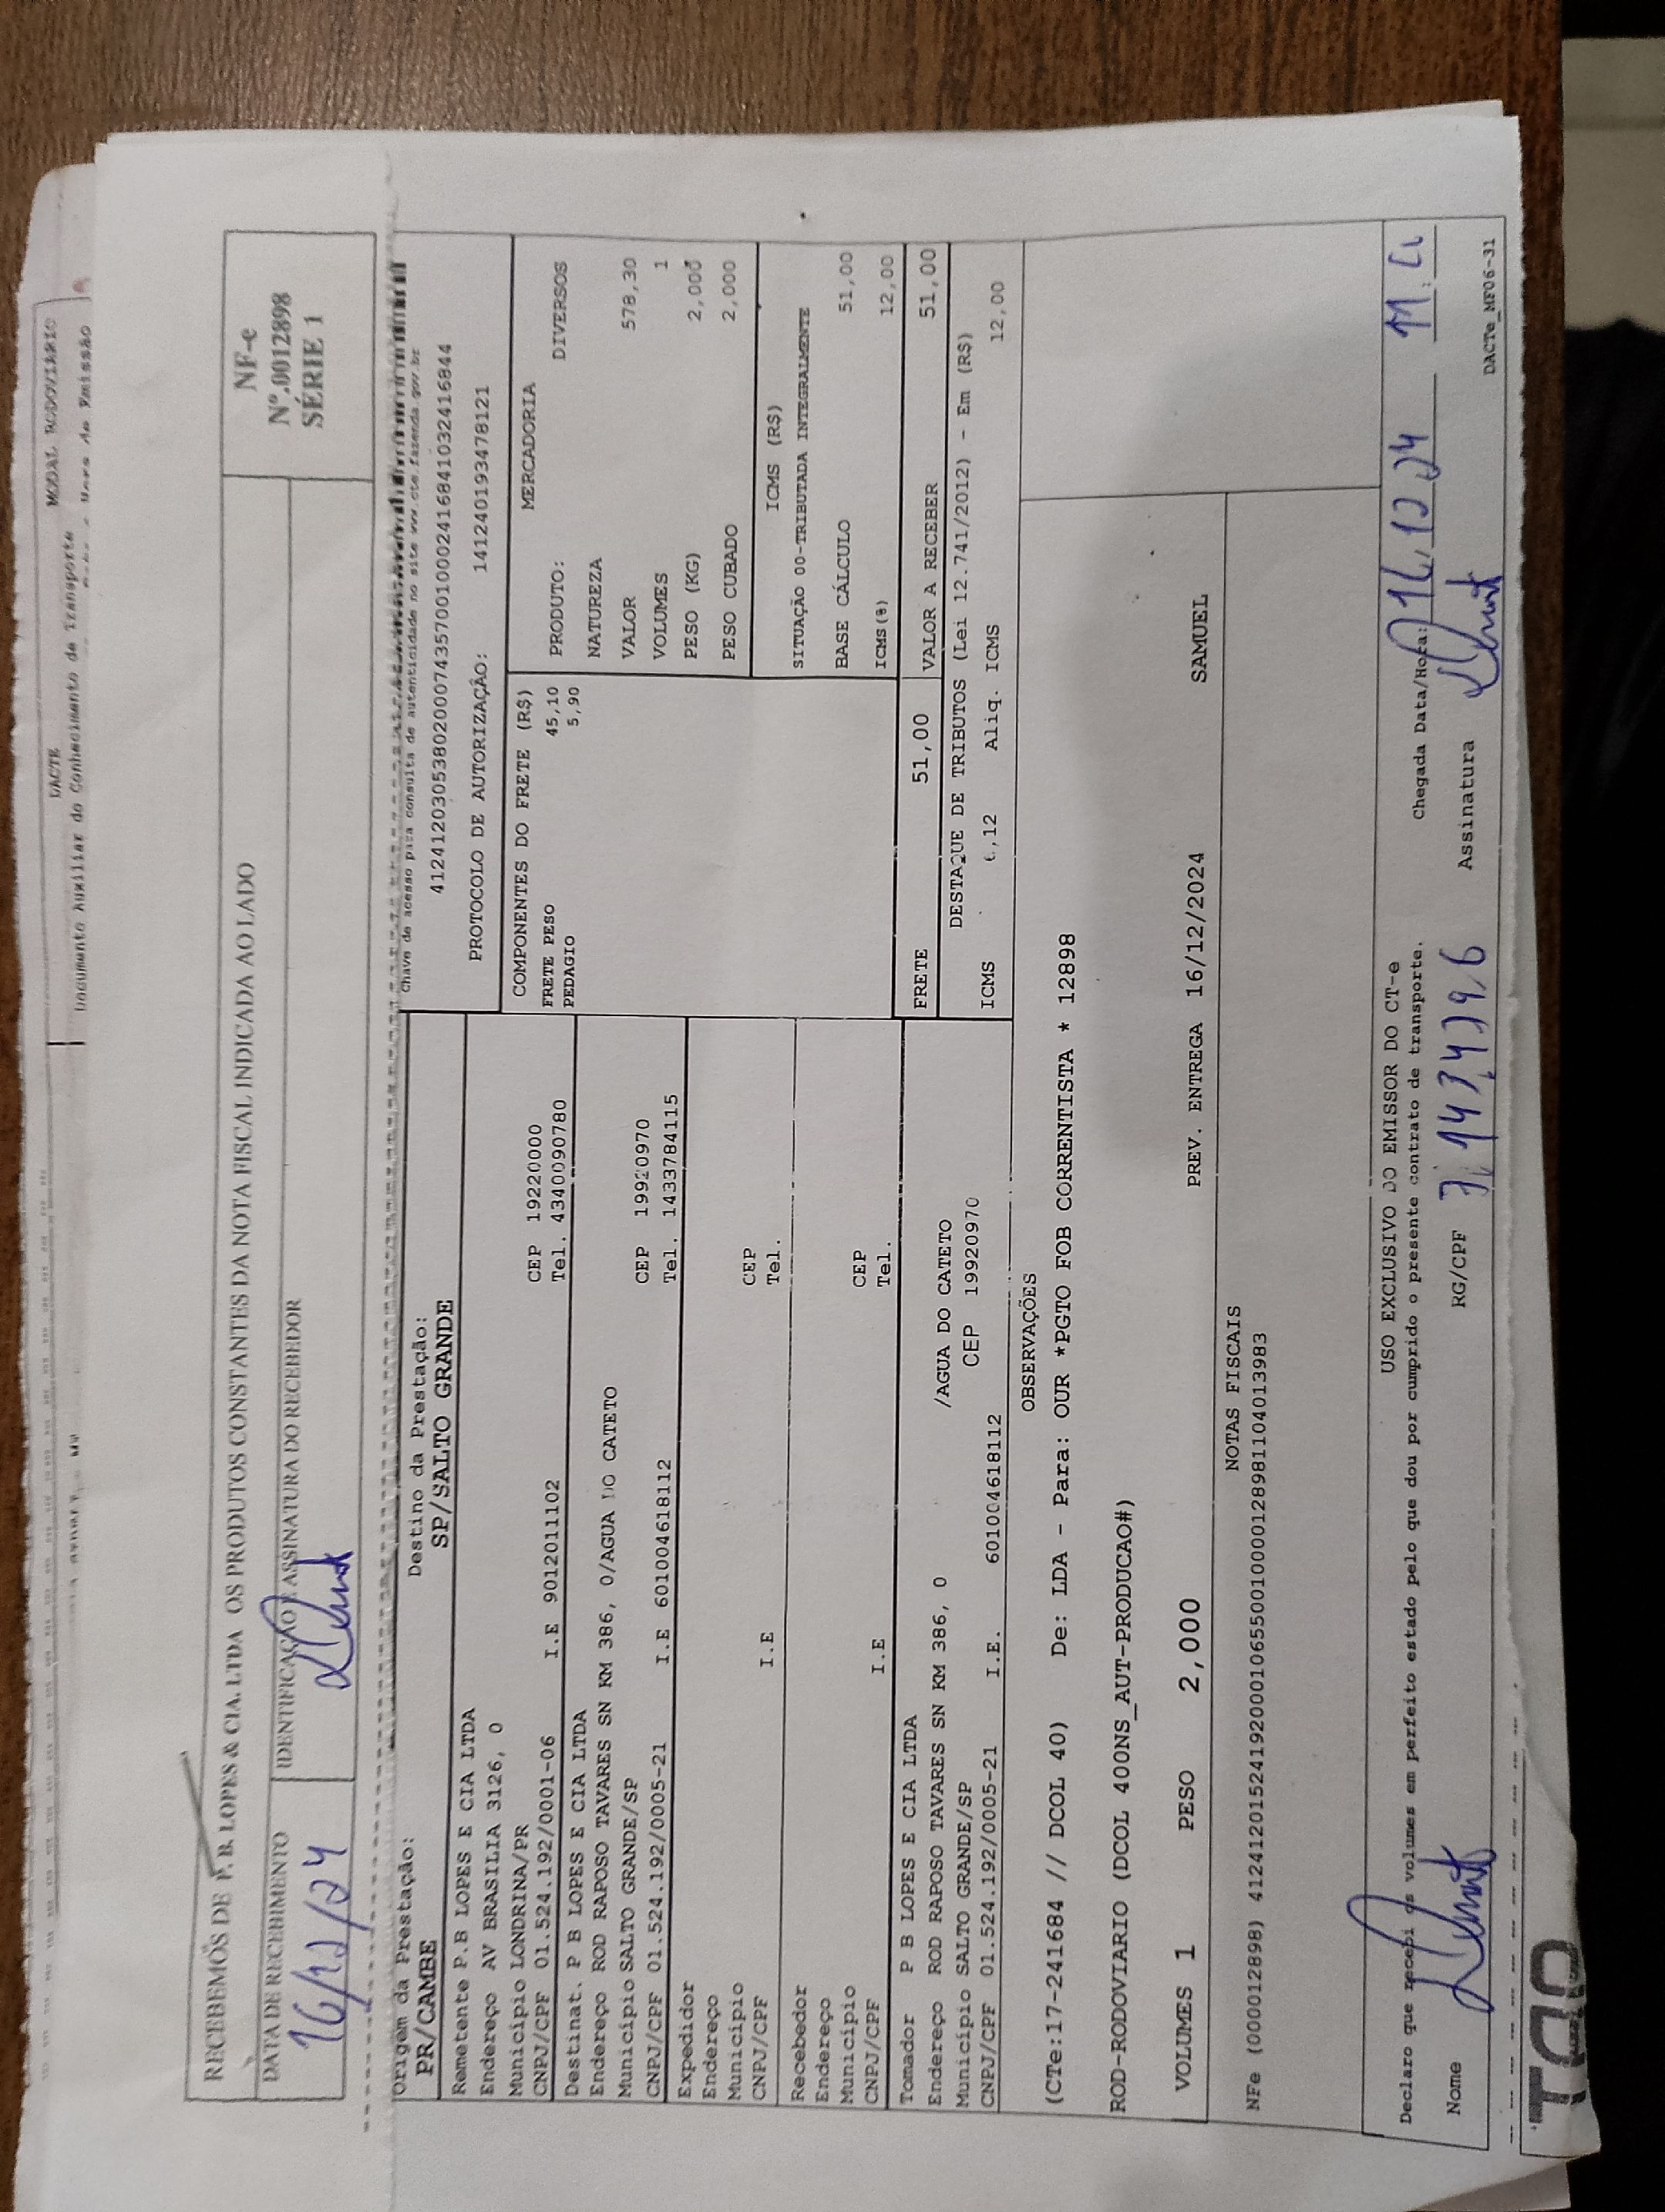 DACTE
MODAL RODOVIARIO
Documento Auxiliar do Conhecimento de Transporte
RECEBEMOS DE P. B. LOPES & CIA. LTDA OS PRODUTOS CONSTANTES DA NOTA FISCAL INDICADA AO LADO
NF-e
Nº.0012898
SÉRIE 1
DATA DE RECEBIMENTO
16/12/24
IDENTIFICAÇÃO E ASSINATURA DO RECEBEDOR
Chave de acesso para consulta de autenticidade no site www.cte.fazenda.gov.br
41241203053802000743570010002416841032416844
PROTOCOLO DE AUTORIZAÇÃO: 141240193478121
Origem da Prestação:
PR/CAMBE
Destino da Prestação:
SP/SALTO GRANDE
Remetente P.B LOPES E CIA LTDA
Endereço AV BRASILIA 3126, 0
Município LONDRINA/PR CEP 19220000
CNPJ/CPF 01.524.192/0001-06 I.E 9012011102 Tel. 4340090780
Destinat. P B LOPES E CIA LTDA
Endereço ROD RAPOSO TAVARES SN KM 386, 0/AGUA DO CATETO
Município SALTO GRANDE/SP CEP 19920970
CNPJ/CPF 01.524.192/0005-21 I.E 601004618112 Tel. 1433784115
Expedidor
Endereço
Município CEP
CNPJ/CPF I.E Tel.
Recebedor
Endereço
Município CEP
CNPJ/CPF I.E Tel.
Tomador P B LOPES E CIA LTDA
Endereço ROD RAPOSO TAVARES SN KM 386, 0 /AGUA DO CATETO
Município SALTO GRANDE/SP CEP 19920970
CNPJ/CPF 01.524.192/0005-21 I.E. 601004618112
COMPONENTES DO FRETE (R$)
FRETE PESO 45,10
PEDAGIO 5,90
MERCADORIA
PRODUTO: DIVERSOS
NATUREZA
VALOR 578,30
VOLUMES 1
PESO (KG) 2,000
PESO CUBADO 2,000
ICMS (R$)
SITUAÇÃO 00-TRIBUTADA INTEGRALMENTE
BASE CÁLCULO 51,00
ICMS(%) 12,00
FRETE 51,00 VALOR A RECEBER 51,00
DESTAQUE DE TRIBUTOS (Lei 12.741/2012) - Em (R$)
ICMS 6,12 Aliq. ICMS 12,00
OBSERVAÇÕES
(CTe:17-241684 // DCOL 40) De: LDA - Para: OUR *PGTO FOB CORRENTISTA * 12898
ROD-RODOVIARIO (DCOL 400NS_AUT-PRODUCAO#)
VOLUMES 1 PESO 2,000 PREV. ENTREGA 16/12/2024 SAMUEL
NOTAS FISCAIS
NFe (000012898) 41241201524192000106550010000128981104013983
USO EXCLUSIVO DO EMISSOR DO CT-e
Declaro que recebi os volumes em perfeito estado pelo que dou por cumprido o presente contrato de transporte. Chegada Data/Hora: 16/12/24
Nome RG/CPF Assinatura
DACTe_MF06-31